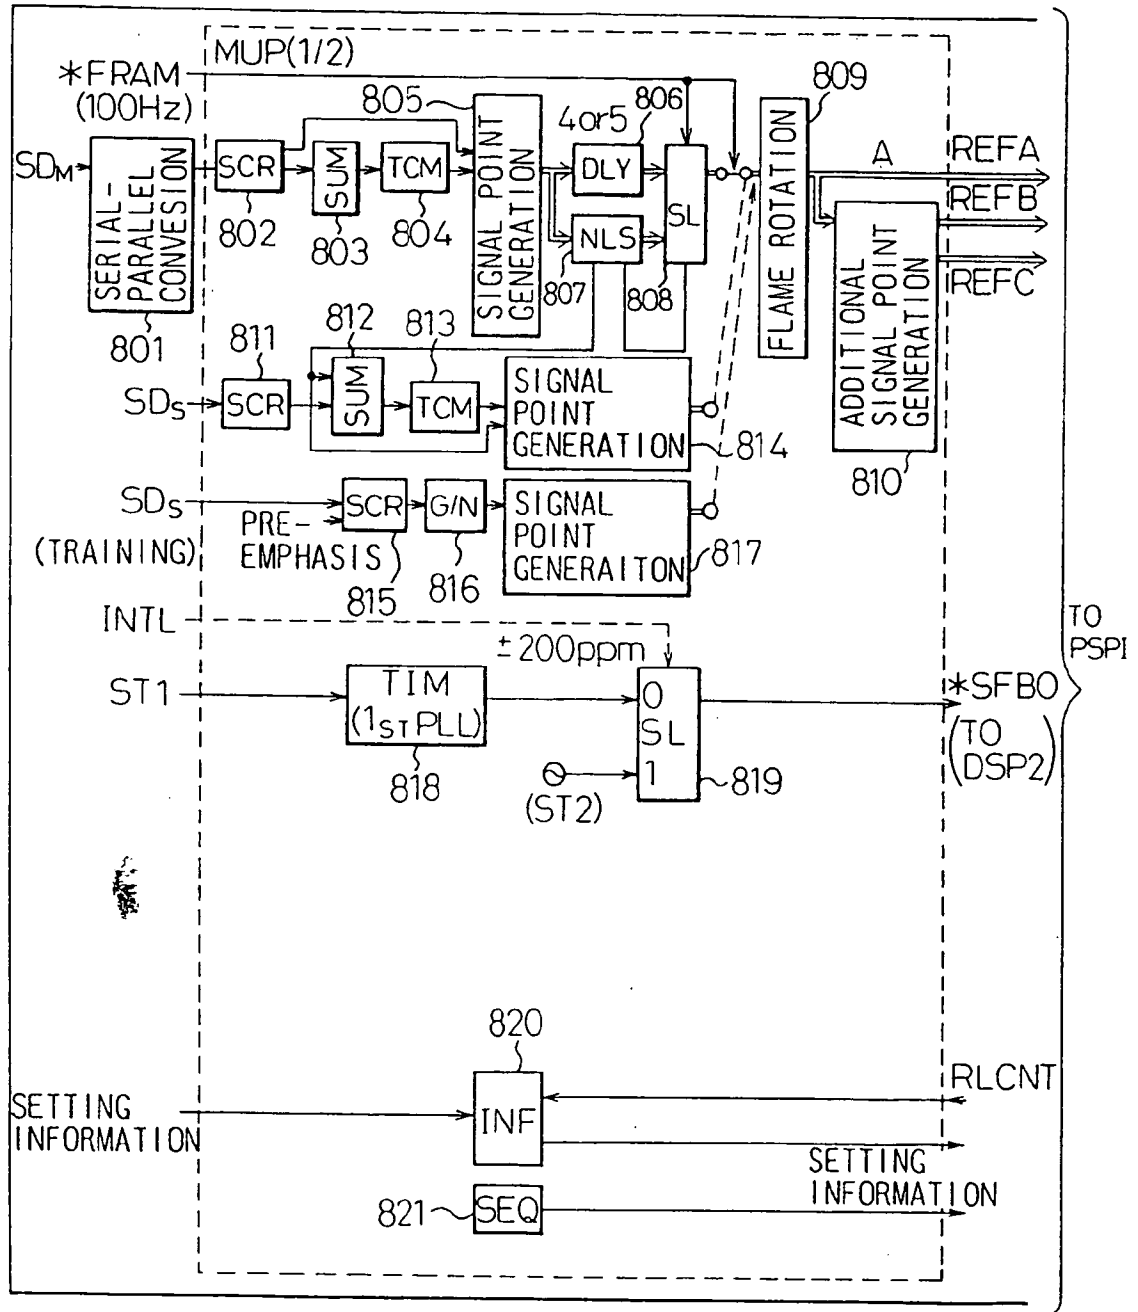 MUP(1/2)
*FRAM
(100Hz)
805
4or5
806
809
SDM
SERIAL-
PARALLEL
CONVESION
801
SCR
802
SUM
803
TCM
804
SIGNAL POINT
GENERATION
DLY
NLS
807
SL
808
FLAME ROTATION
A
REFA
REFB
REFC
ADDITIONAL
SIGNAL POINT
GENERATION
810
811
812
813
SDS
SCR
SUM
TCM
SIGNAL
POINT
GENERATION
814
SDS
(TRAINING)
PRE-
EMPHASIS
SCR
815
G/N
816
SIGNAL
POINT
GENERAITON
817
INTL
±200ppm
TO
PSPI
ST1
TIM
(1ST PLL)
818
0
SL
1
819
(ST2)
*SFBO
(TO
DSP2)
820
RLCNT
SETTING
INFORMATION
INF
SETTING
INFORMATION
821
SEQ